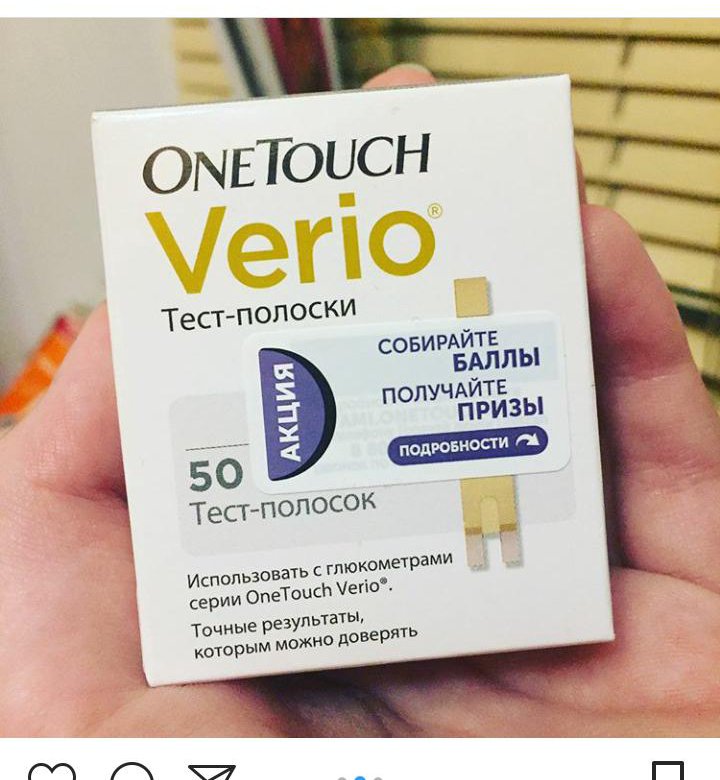 ONETOUCH
Verio®
Тест-полоски
АКЦИЯ
СОБИРАЙТЕ
БАЛЛЫ
ПОЛУЧАЙТЕ
ПРИЗЫ
ПОДРОБНОСТИ
50
Тест-полосок
Использовать с глюкометрами
серии OneTouch Verio®.
Точные результаты,
которым можно доверять